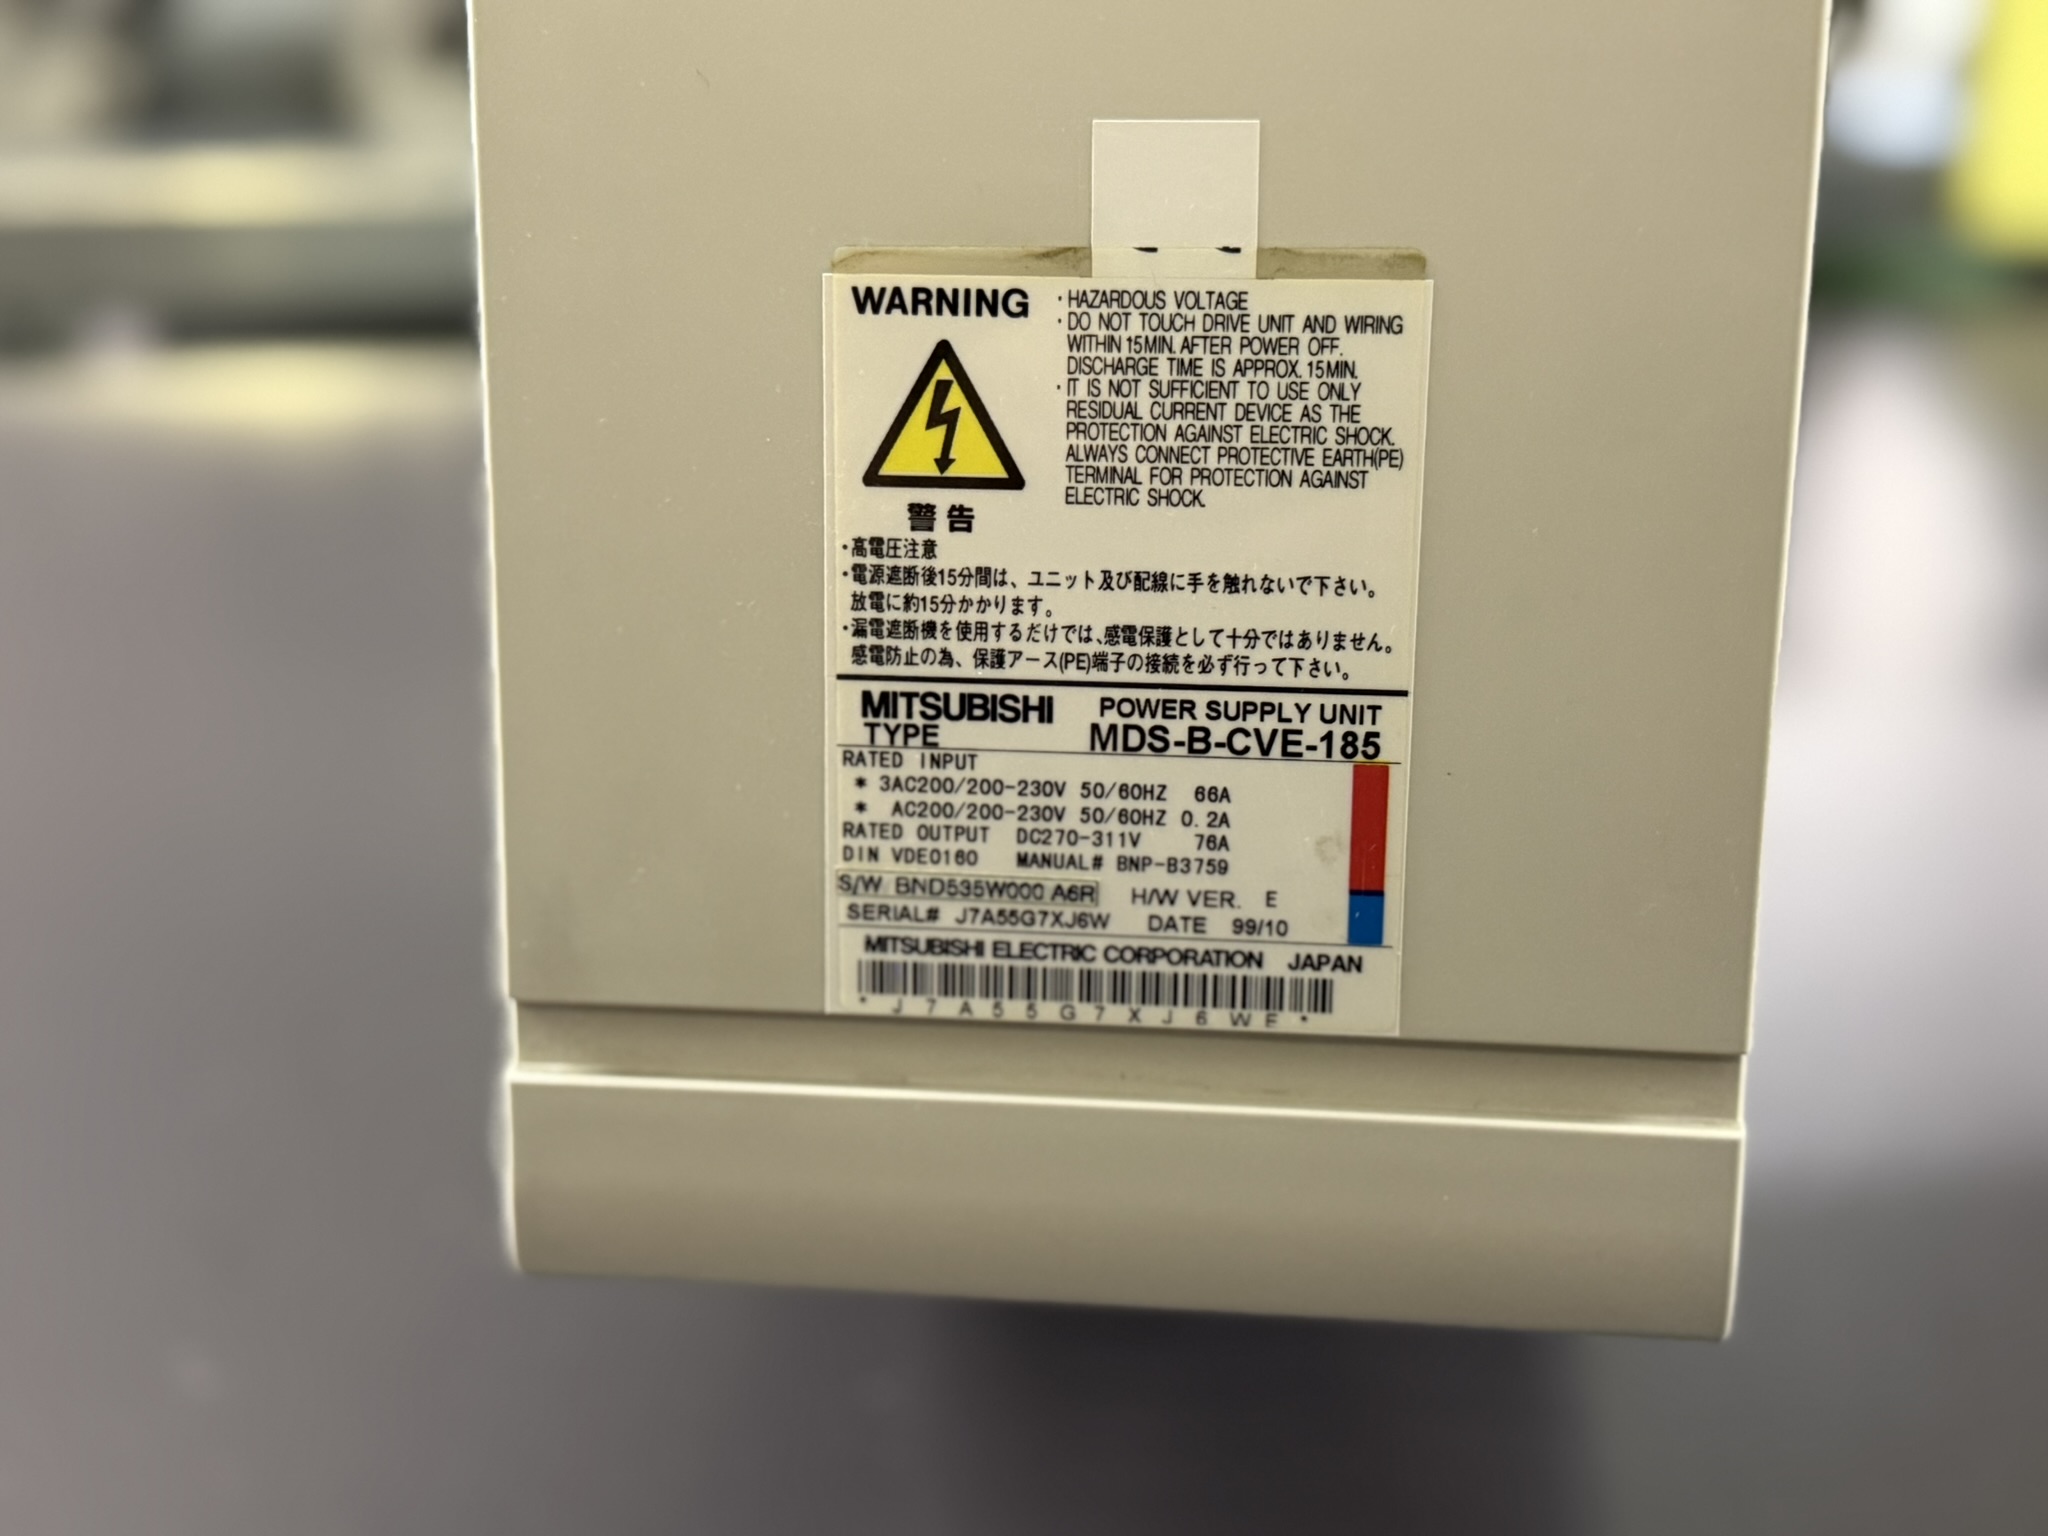 WARNING
・HAZARDOUS VOLTAGE
・DO NOT TOUCH DRIVE UNIT AND WIRING
WITHIN 15MIN. AFTER POWER OFF.
DISCHARGE TIME IS APPROX. 15MIN.
・IT IS NOT SUFFICIENT TO USE ONLY
RESIDUAL CURRENT DEVICE AS THE
PROTECTION AGAINST ELECTRIC SHOCK.
ALWAYS CONNECT PROTECTIVE EARTH(PE)
TERMINAL FOR PROTECTION AGAINST
ELECTRIC SHOCK.
警告
・高電圧注意
・電源遮断後15分間は、ユニット及び配線に手を触れないで下さい。
放電に約15分かかります。
・漏電遮断機を使用するだけでは、感電保護として十分ではありません。
感電防止の為、保護アース(PE)端子の接続を必ず行って下さい。
MITSUBISHI POWER SUPPLY UNIT
TYPE MDS-B-CVE-185
RATED INPUT
* 3AC200/200-230V 50/60HZ 66A
* AC200/200-230V 50/60HZ 0.2A
RATED OUTPUT DC270-311V 76A
DIN VDE0160 MANUAL# BNP-B3759
S/W BND535W000 A6R H/W VER. E
SERIAL# J7A55G7XJ6W DATE 99/10
MITSUBISHI ELECTRIC CORPORATION JAPAN
* J 7 A 5 5 G 7 X J 6 W E *